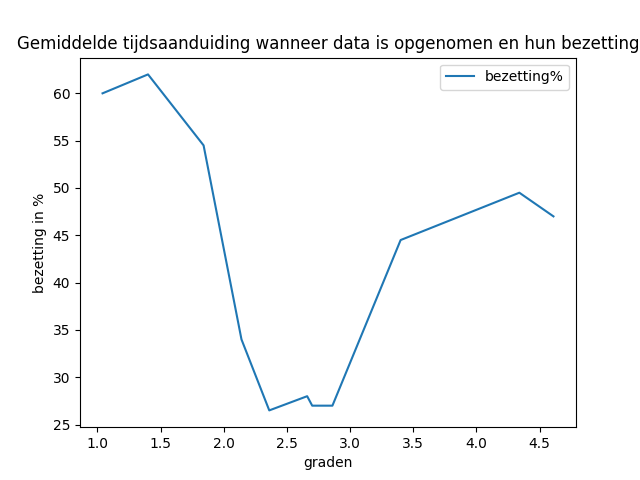 Gemiddelde tijdsaanduiding wanneer data is opgenomen en hun bezetting
bezetting%
60
55
50
45
40
35
30
25
bezetting in %
1.0 1.5 2.0 2.5 3.0 3.5 4.0 4.5
graden